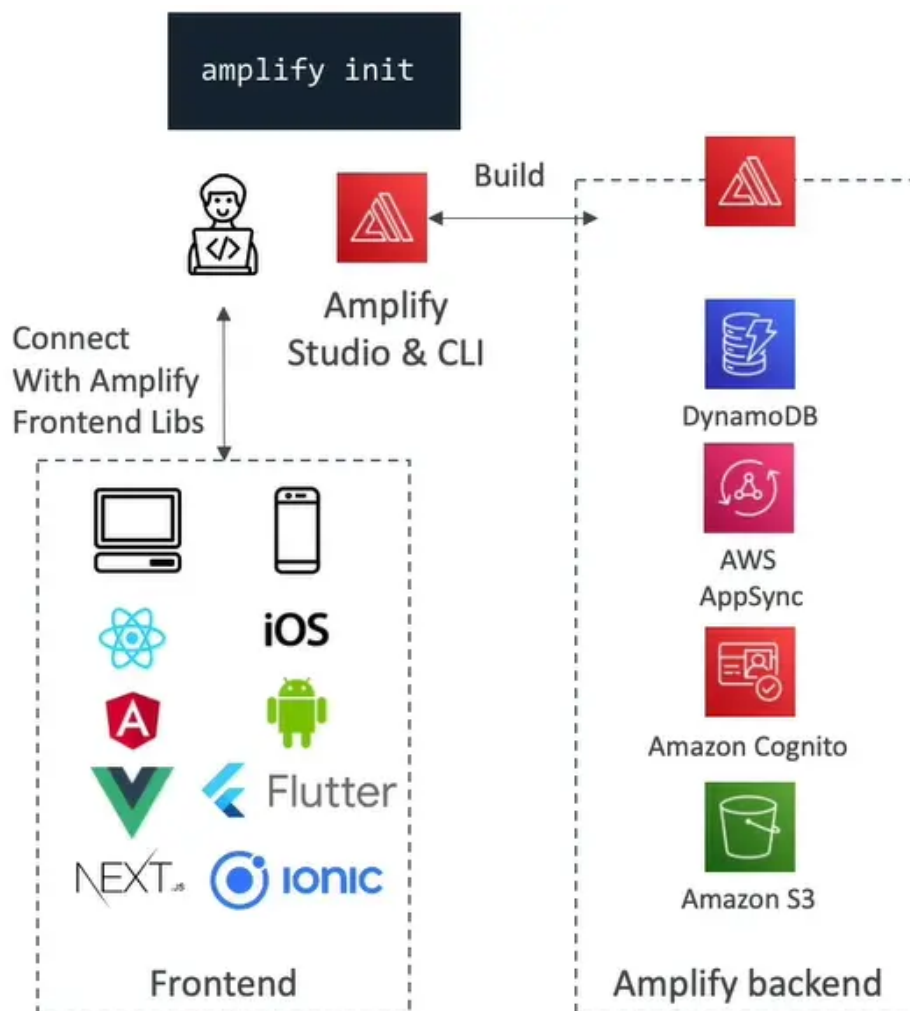 amplify init
Build
Amplify
Studio & CLI
Connect
With Amplify
Frontend Libs
</>
iOS
A
Flutter
NEXT.JS
IONIC
Frontend
DynamoDB
AWS
AppSync
Amazon Cognito
Amazon S3
Amplify backend